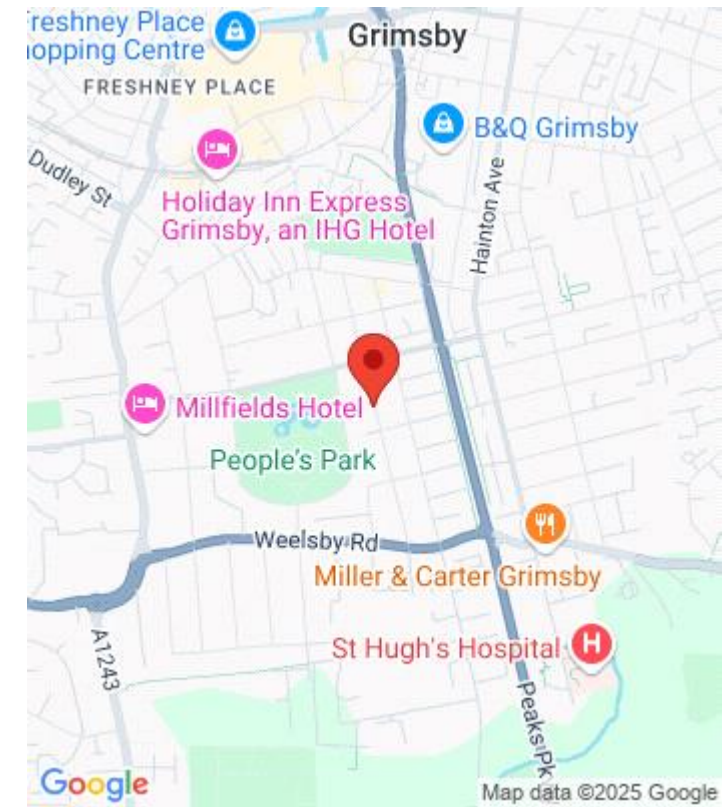 Freshney Place
opping Centre
Grimsby
FRESHNEY PLACE
B&Q Grimsby
Dudley St
Holiday Inn Express
Grimsby, an IHG Hotel
Hainton Ave
Millfields Hotel
People's Park
Weelsby Rd
Miller & Carter Grimsby
St Hugh's Hospital
H
A1243
Peaks Pk
Google
Map data ©2025 Google